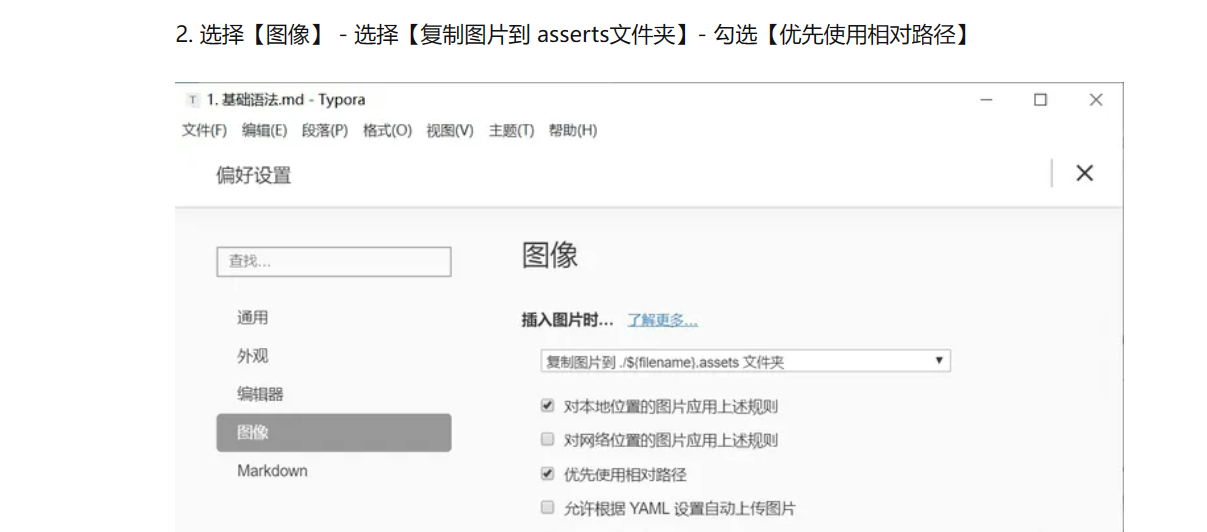 2. 选择【图像】 - 选择【复制图片到 asserts文件夹】- 勾选【优先使用相对路径】
T 1. 基础语法.md - Typora
文件(F) 编辑(E) 段落(P) 格式(O) 视图(V) 主题(T) 帮助(H)
偏好设置
查找...
图像
通用
插入图片时... 了解更多...
外观
复制图片到 ./${filename}.assets 文件夹
编辑器
对本地位置的图片应用上述规则
图像
对网络位置的图片应用上述规则
Markdown
优先使用相对路径
允许根据 YAML 设置自动上传图片